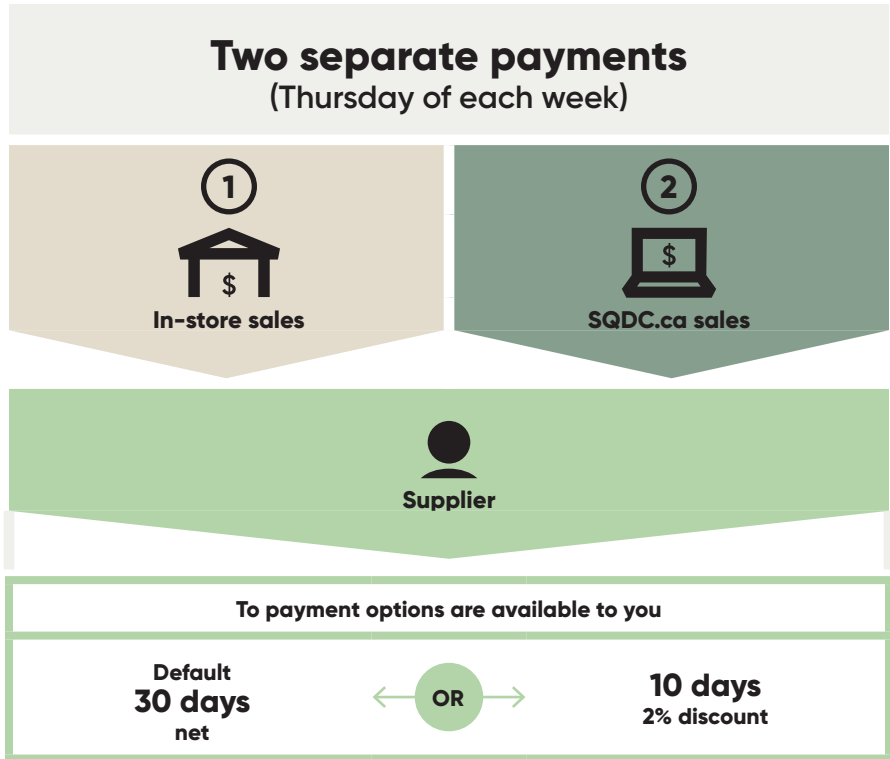 Two separate payments
(Thursday of each week)
1
$
In-store sales
2
$
SQDC.ca sales
Supplier
To payment options are available to you
Default
30 days
net
OR
10 days
2% discount